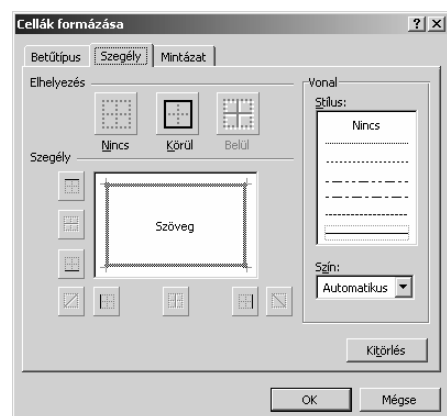 Cellák formázása
Betűtípus Szegély Mintázat
Elhelyezés
Nincs Körül Belül
Szegély
Szöveg
Vonal
Stílus:
Nincs
Szín:
Automatikus
Kitörlés
OK Mégse